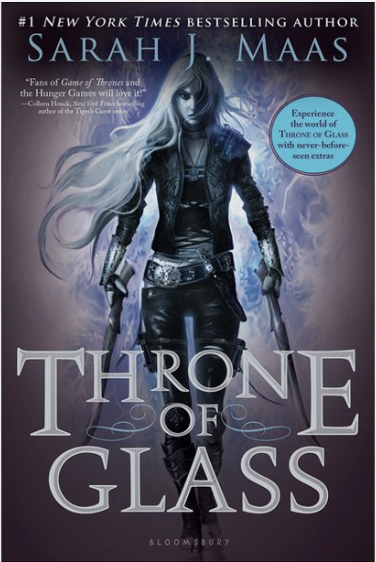 #1 NEW YORK TIMES BESTSELLING AUTHOR
SARAH J. MAAS
“Fans of Game of Thrones and
the Hunger Games will love it!”
—Colleen Houck, New York Times bestselling
author of the Tiger's Curse series
Experience
the world of
THRONE OF GLASS
with never-before-
seen extras
THRONE
OF
GLASS
BLOOMSBURY